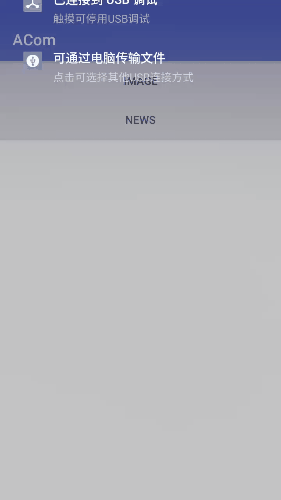 已连接到 USB 调试
触摸可停用USB调试
ACom
可通过电脑传输文件
点击可选择其他USB连接方式
IMAGE
NEWS